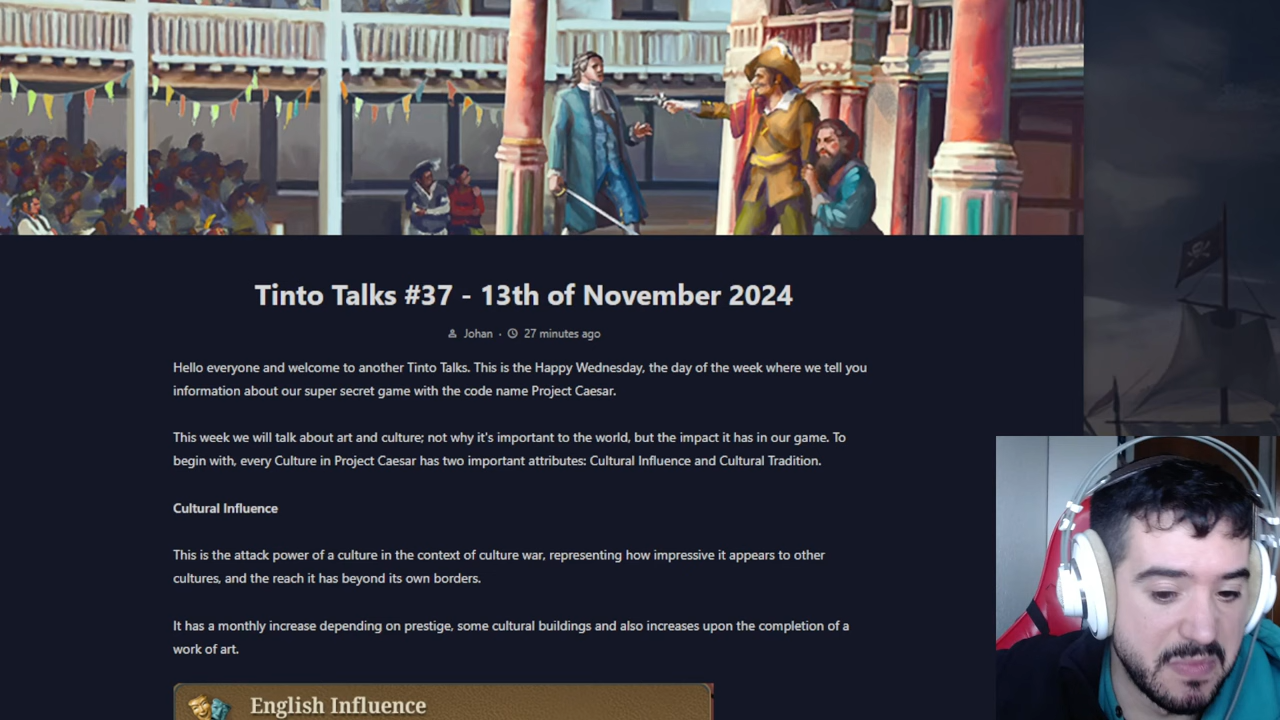 Tinto Talks #37 - 13th of November 2024
Johan · 27 minutes ago
Hello everyone and welcome to another Tinto Talks. This is the Happy Wednesday, the day of the week where we tell you
information about our super secret game with the code name Project Caesar.
This week we will talk about art and culture; not why it's important to the world, but the impact it has in our game. To
begin with, every Culture in Project Caesar has two important attributes: Cultural Influence and Cultural Tradition.
Cultural Influence
This is the attack power of a culture in the context of culture war, representing how impressive it appears to other
cultures, and the reach it has beyond its own borders.
It has a monthly increase depending on prestige, some cultural buildings and also increases upon the completion of a
work of art.
English Influence